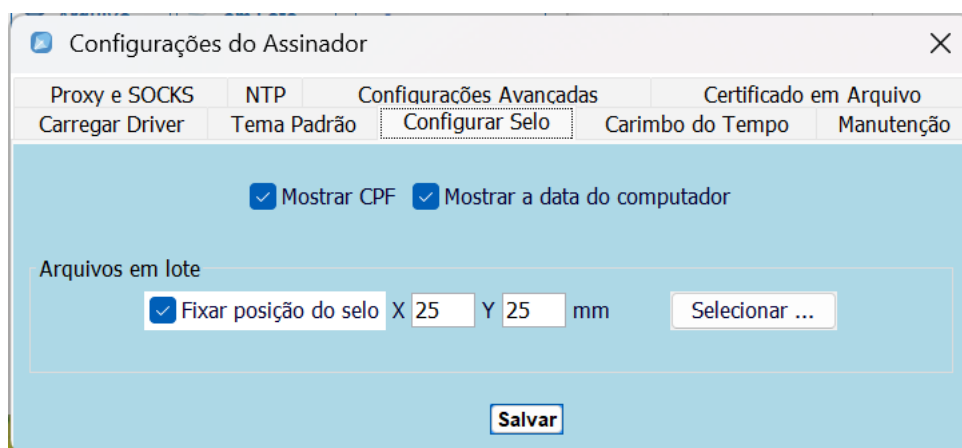 Configurações do Assinador
Proxy e SOCKS NTP Configurações Avançadas Certificado em Arquivo
Carregar Driver Tema Padrão Configurar Selo Carimbo do Tempo Manutenção
Mostrar CPF Mostrar a data do computador
Arquivos em lote
Fixar posição do selo X 25 Y 25 mm Selecionar ...
Salvar